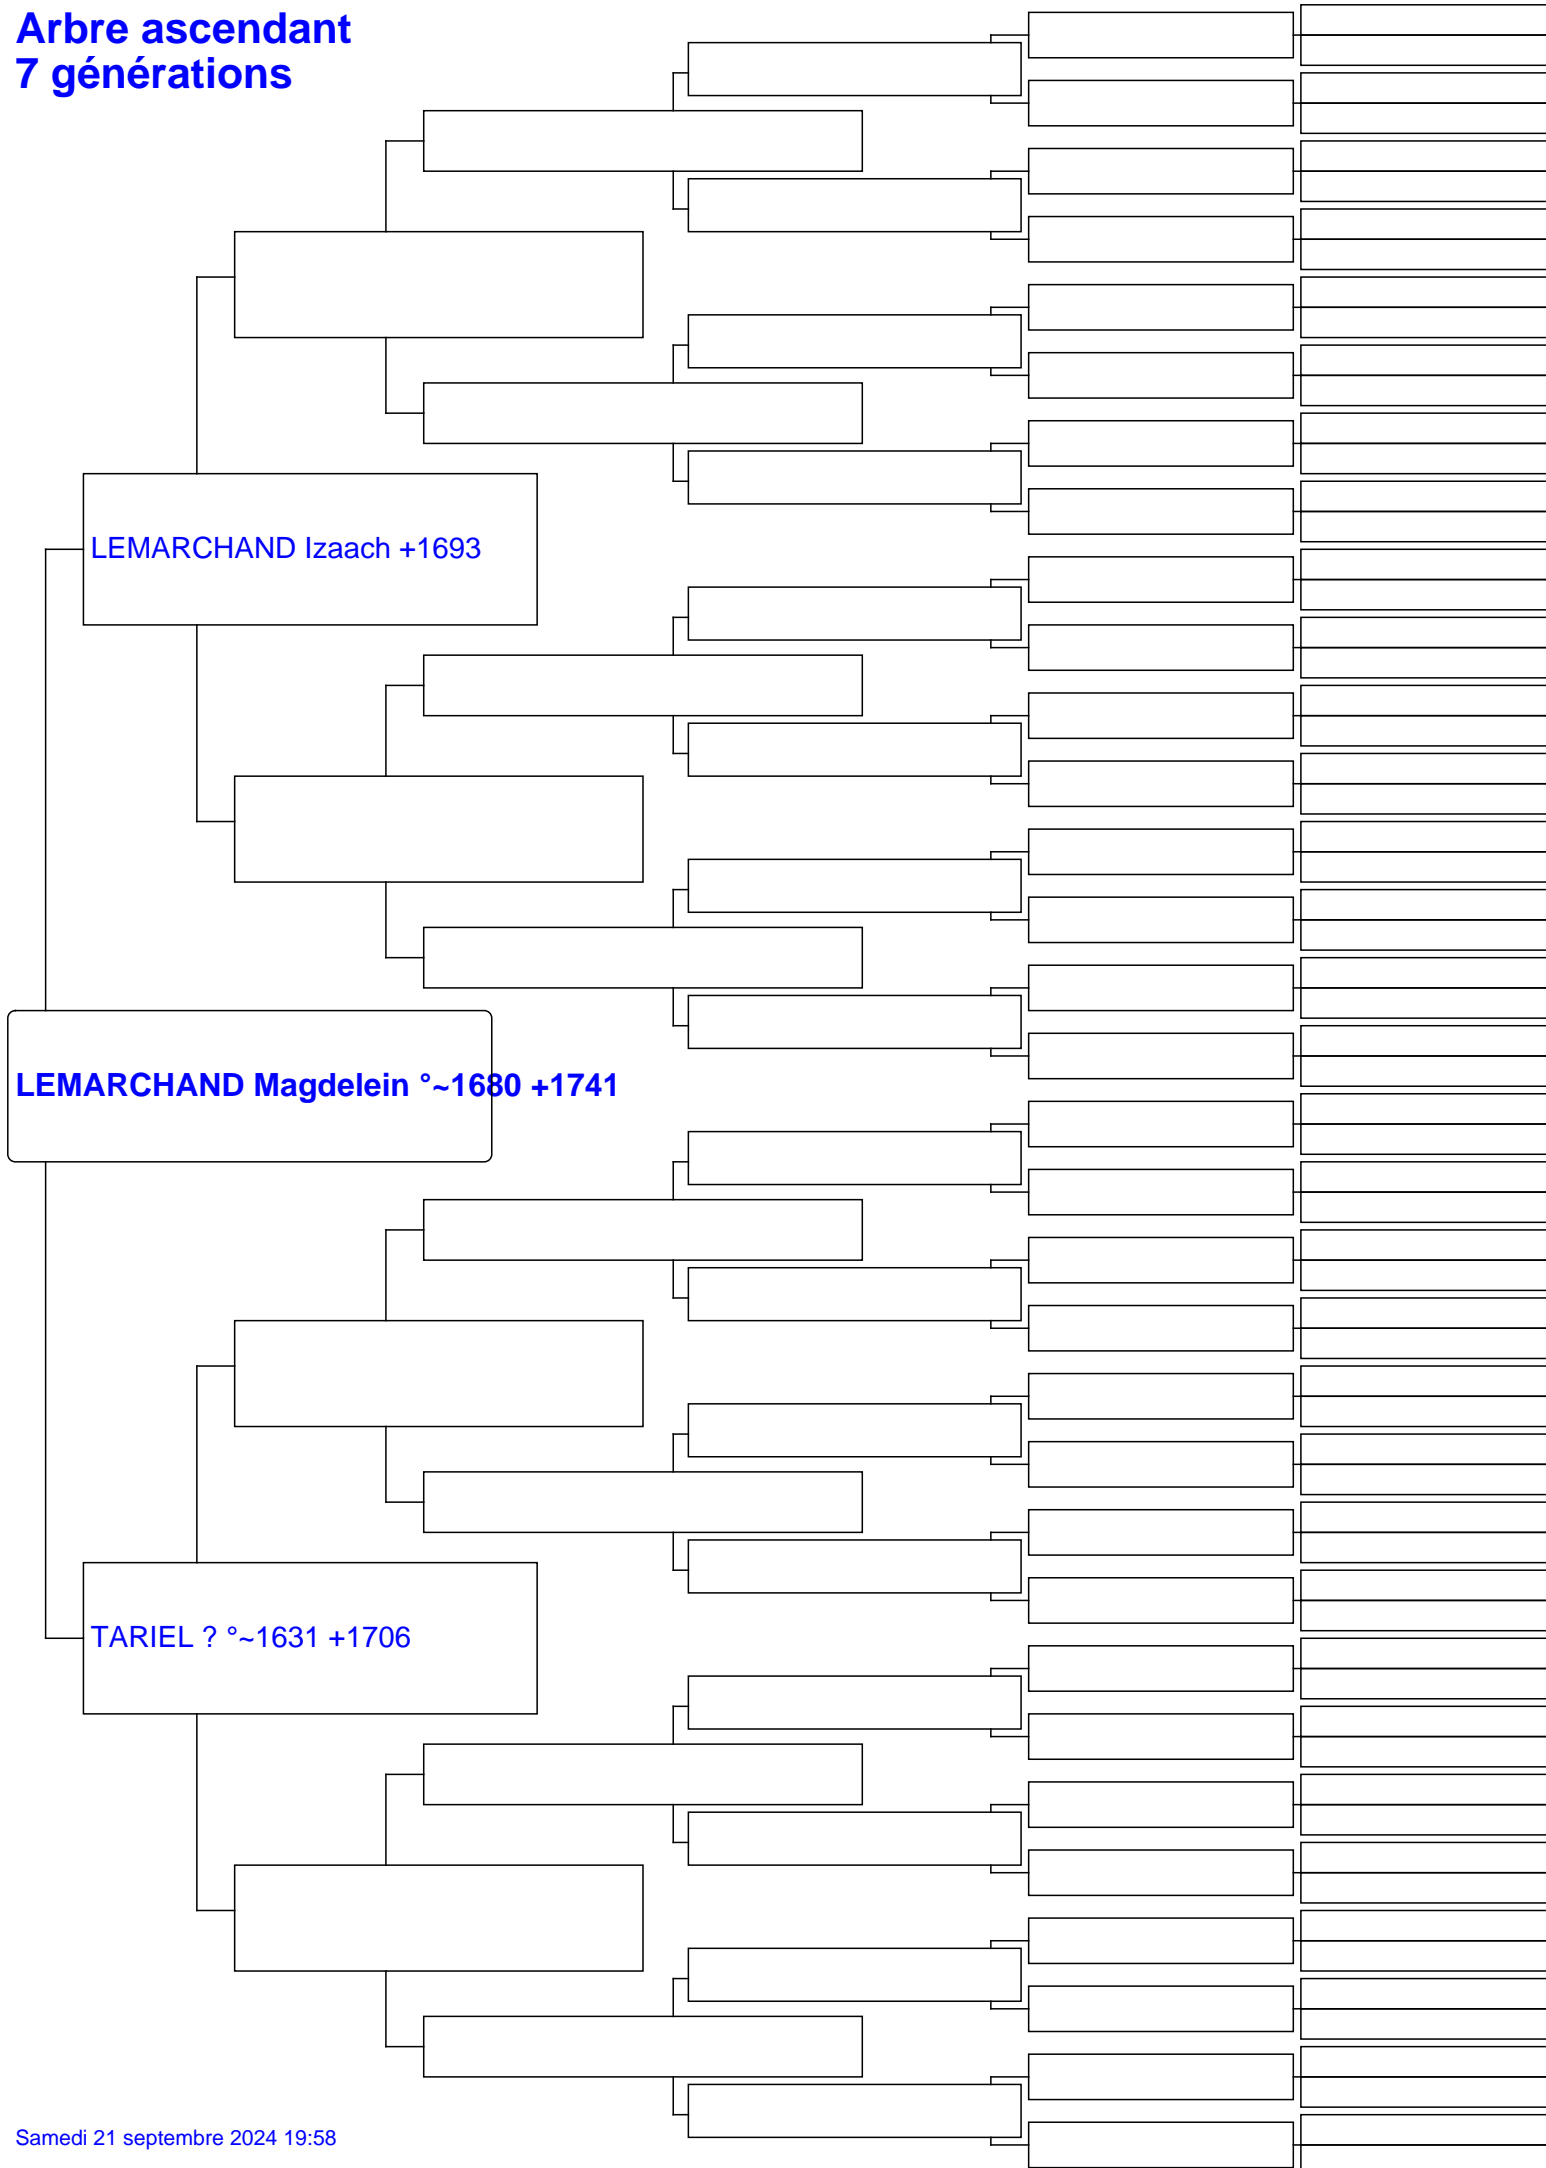 Arbre ascendant
7 générations
LEMARCHAND Izaach +1693
LEMARCHAND Magdelein °~1680 +1741
TARIEL ? °~1631 +1706
Samedi 21 septembre 2024 19:58